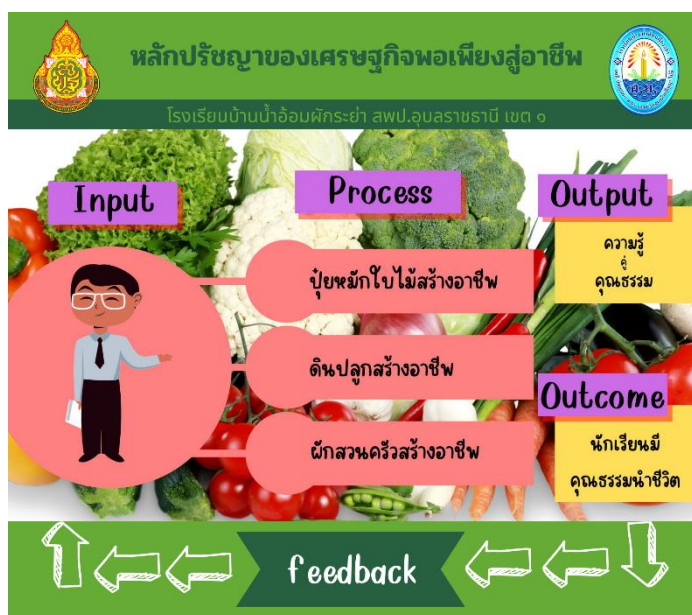 หลักปรัชญาของเศรษฐกิจพอเพียงสู่อาชีพ
โรงเรียนบ้านน้ำอ้อมผักระย่า สพป.อุบลราชธานี เขต ๑
Input
Process
Output
ความรู้
คู่
คุณธรรม
ปุ๋ยหมักใบไม้สร้างอาชีพ
ดินปลูกสร้างอาชีพ
ผักสวนครัวสร้างอาชีพ
Outcome
นักเรียนมี
คุณธรรมนำชีวิต
feedback